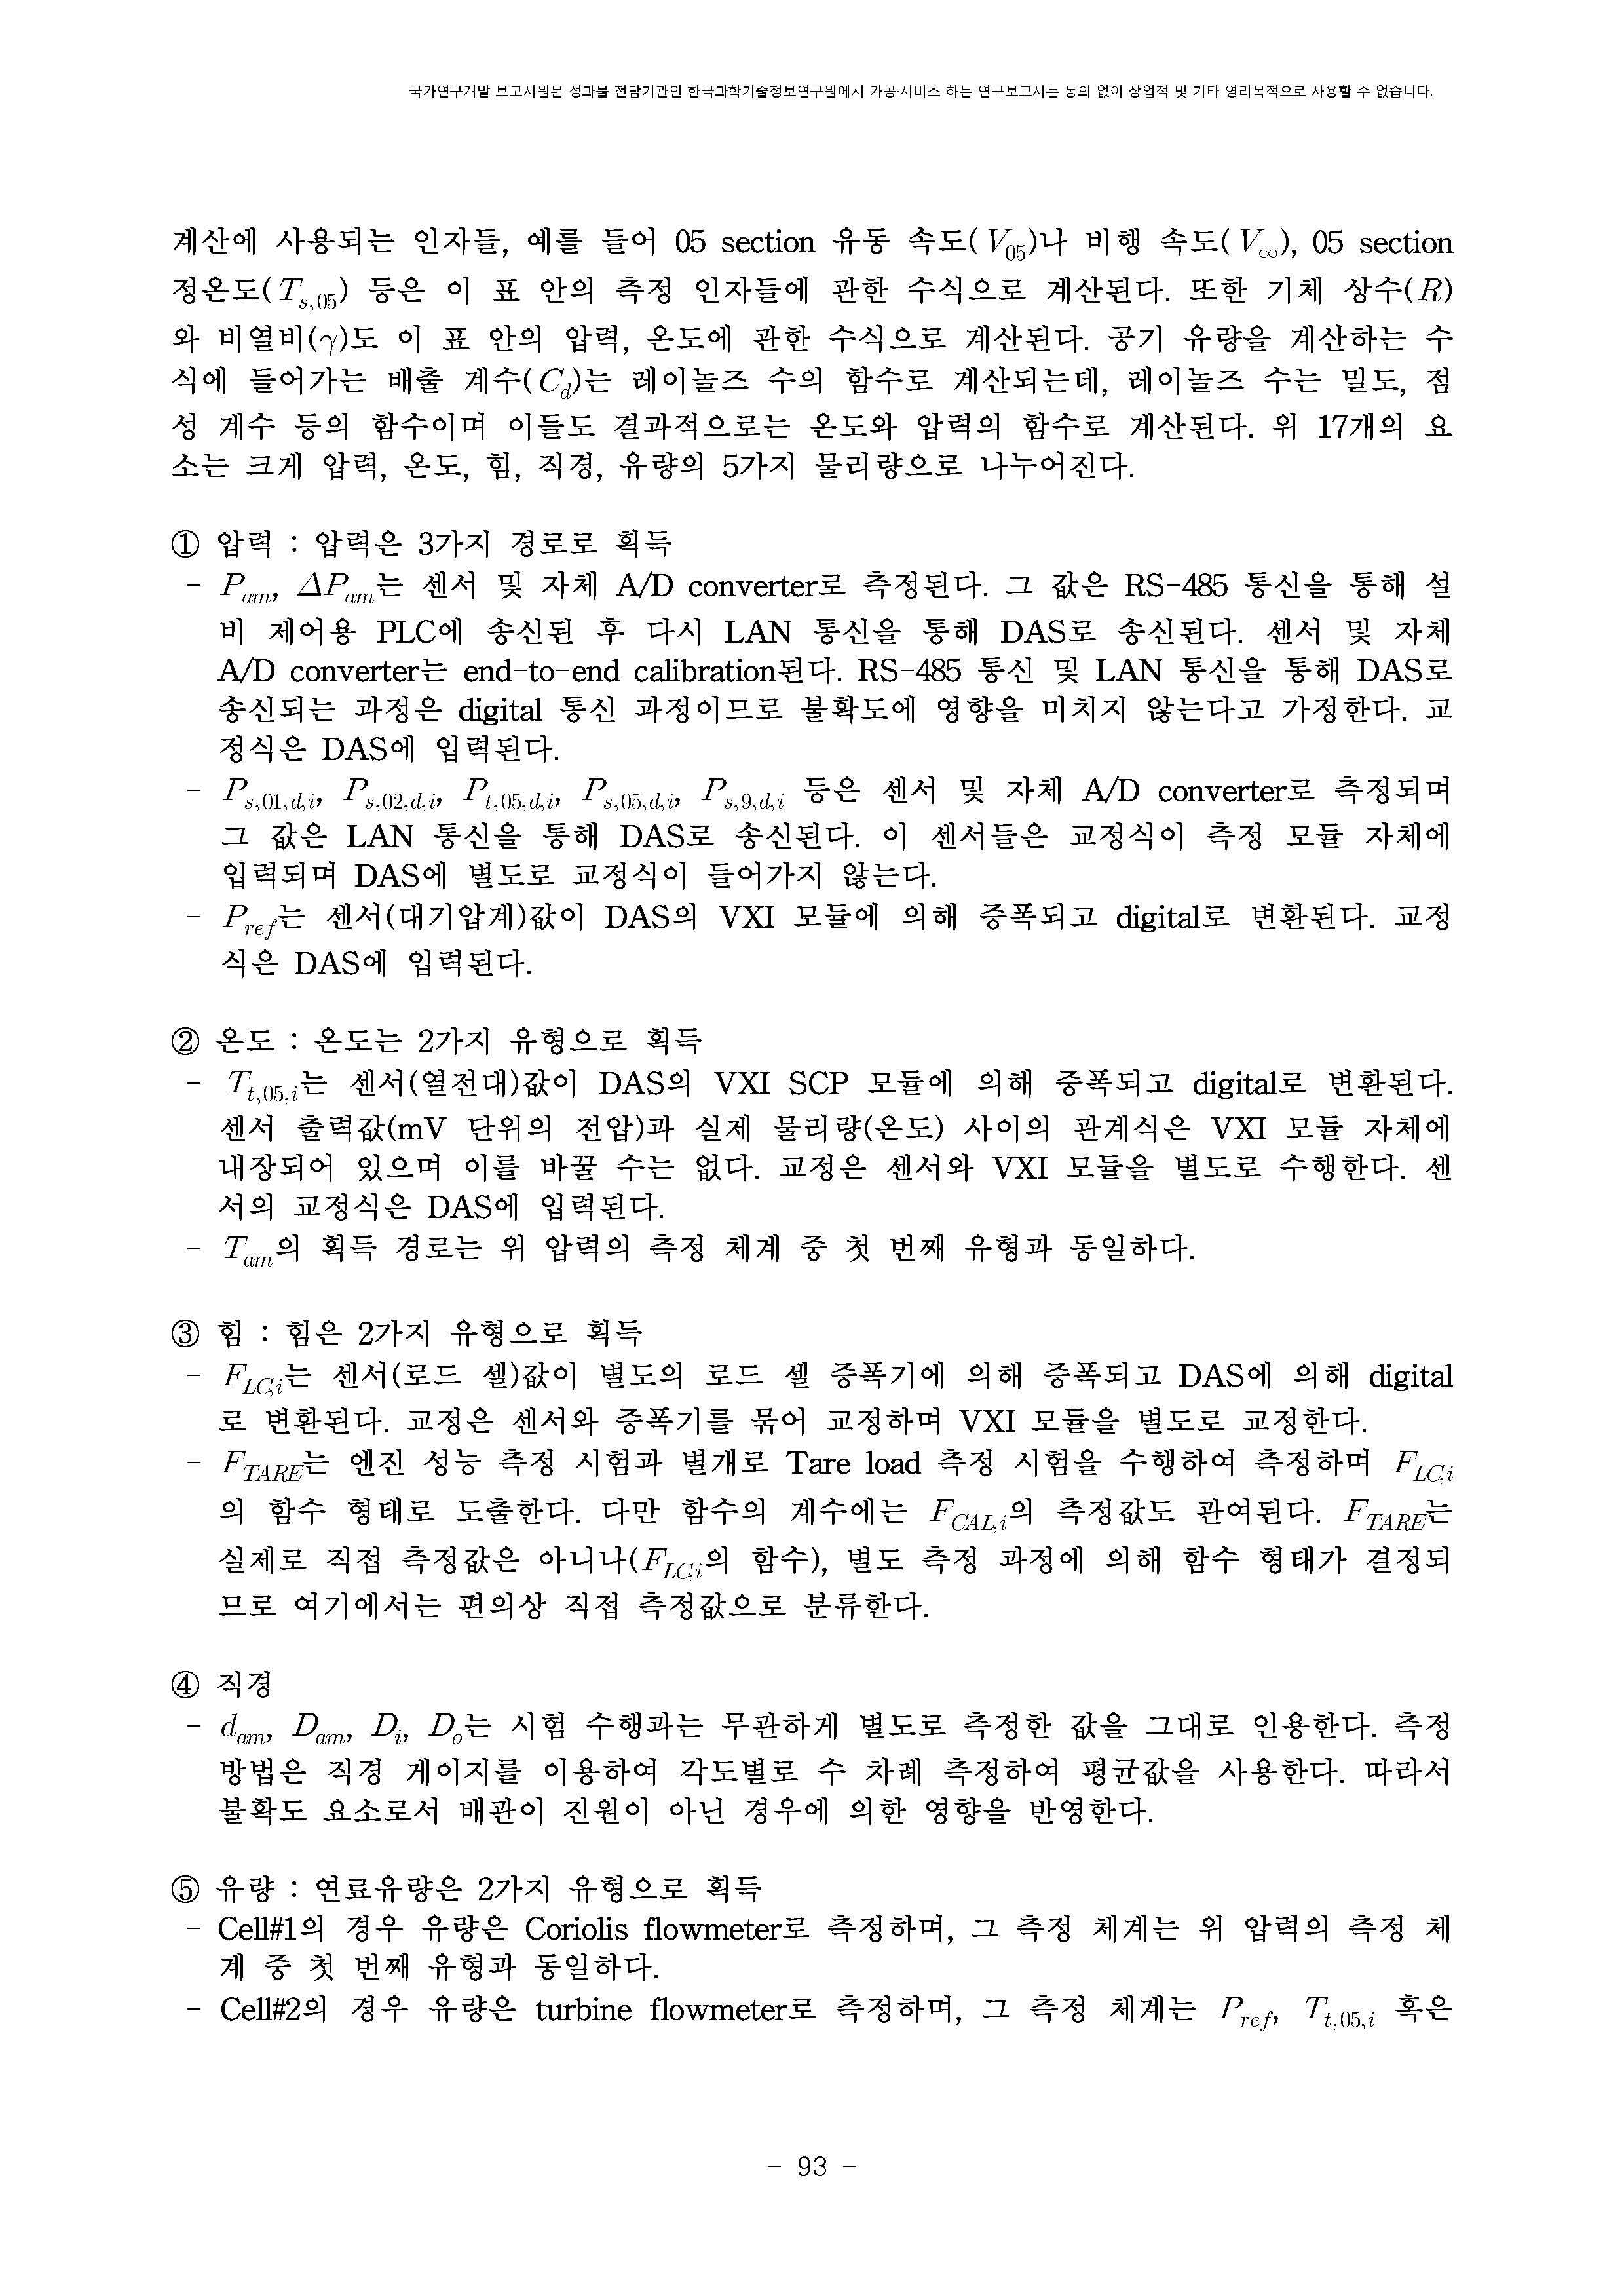 국가연구개발 보고서원문 성과물 전담기관인 한국과학기술정보연구원에서 가공·서비스 하는 연구보고서는 동의 없이 상업적 및 기타 영리목적으로 사용할 수 없습니다.
계산에 사용되는 인자들, 예를 들어 05 section 유동 속도($V_{05}$)나 비행 속도($V_{\infty}$), 05 section
정온도($T_{s,05}$) 등은 이 표 안의 측정 인자들에 관한 수식으로 계산된다. 또한 기체 상수($R$)
와 비열비($\gamma$)도 이 표 안의 압력, 온도에 관한 수식으로 계산된다. 공기 유량을 계산하는 수
식에 들어가는 배출 계수($C_d$)는 레이놀즈 수의 함수로 계산되는데, 레이놀즈 수는 밀도, 점
성 계수 등의 함수이며 이들도 결과적으로는 온도와 압력의 함수로 계산된다. 위 17개의 요
소는 크게 압력, 온도, 힘, 직경, 유량의 5가지 물리량으로 나누어진다.
① 압력 : 압력은 3가지 경로로 획득
- $P_{am}$, $\Delta P_{am}$는 센서 및 자체 A/D converter로 측정된다. 그 값은 RS-485 통신을 통해 설
비 제어용 PLC에 송신된 후 다시 LAN 통신을 통해 DAS로 송신된다. 센서 및 자체
A/D converter는 end-to-end calibration된다. RS-485 통신 및 LAN 통신을 통해 DAS로
송신되는 과정은 digital 통신 과정이므로 불확도에 영향을 미치지 않는다고 가정한다. 교
정식은 DAS에 입력된다.
- $P_{s,01,d,i}$, $P_{s,02,d,i}$, $P_{t,05,d,i}$, $P_{s,05,d,i}$, $P_{s,9,d,i}$ 등은 센서 및 자체 A/D converter로 측정되며
그 값은 LAN 통신을 통해 DAS로 송신된다. 이 센서들은 교정식이 측정 모듈 자체에
입력되며 DAS에 별도로 교정식이 들어가지 않는다.
- $P_{ref}$는 센서(대기압계)값이 DAS의 VXI 모듈에 의해 증폭되고 digital로 변환된다. 교정
식은 DAS에 입력된다.
② 온도 : 온도는 2가지 유형으로 획득
- $T_{t,05,i}$는 센서(열전대)값이 DAS의 VXI SCP 모듈에 의해 증폭되고 digital로 변환된다.
센서 출력값(mV 단위의 전압)과 실제 물리량(온도) 사이의 관계식은 VXI 모듈 자체에
내장되어 있으며 이를 바꿀 수는 없다. 교정은 센서와 VXI 모듈을 별도로 수행한다. 센
서의 교정식은 DAS에 입력된다.
- $T_{am}$의 획득 경로는 위 압력의 측정 체계 중 첫 번째 유형과 동일하다.
③ 힘 : 힘은 2가지 유형으로 획득
- $F_{LC,i}$는 센서(로드 셀)값이 별도의 로드 셀 증폭기에 의해 증폭되고 DAS에 의해 digital
로 변환된다. 교정은 센서와 증폭기를 묶어 교정하며 VXI 모듈을 별도로 교정한다.
- $F_{TARE}$는 엔진 성능 측정 시험과 별개로 Tare load 측정 시험을 수행하여 측정하며 $F_{LC,i}$
의 함수 형태로 도출한다. 다만 함수의 계수에는 $F_{CAL,i}$의 측정값도 관여된다. $F_{TARE}$는
실제로 직접 측정값은 아니나($F_{LC,i}$의 함수), 별도 측정 과정에 의해 함수 형태가 결정되
므로 여기에서는 편의상 직접 측정값으로 분류한다.
④ 직경
- $d_{am}$, $D_{am}$, $D_i$, $D_o$는 시험 수행과는 무관하게 별도로 측정한 값을 그대로 인용한다. 측정
방법은 직경 게이지를 이용하여 각도별로 수 차례 측정하여 평균값을 사용한다. 따라서
불확도 요소로서 배관이 진원이 아닌 경우에 의한 영향을 반영한다.
⑤ 유량 : 연료유량은 2가지 유형으로 획득
- Cell#1의 경우 유량은 Coriolis flowmeter로 측정하며, 그 측정 체계는 위 압력의 측정 체
계 중 첫 번째 유형과 동일하다.
- Cell#2의 경우 유량은 turbine flowmeter로 측정하며, 그 측정 체계는 $P_{ref}$, $T_{t,05,i}$ 혹은
- 93 -